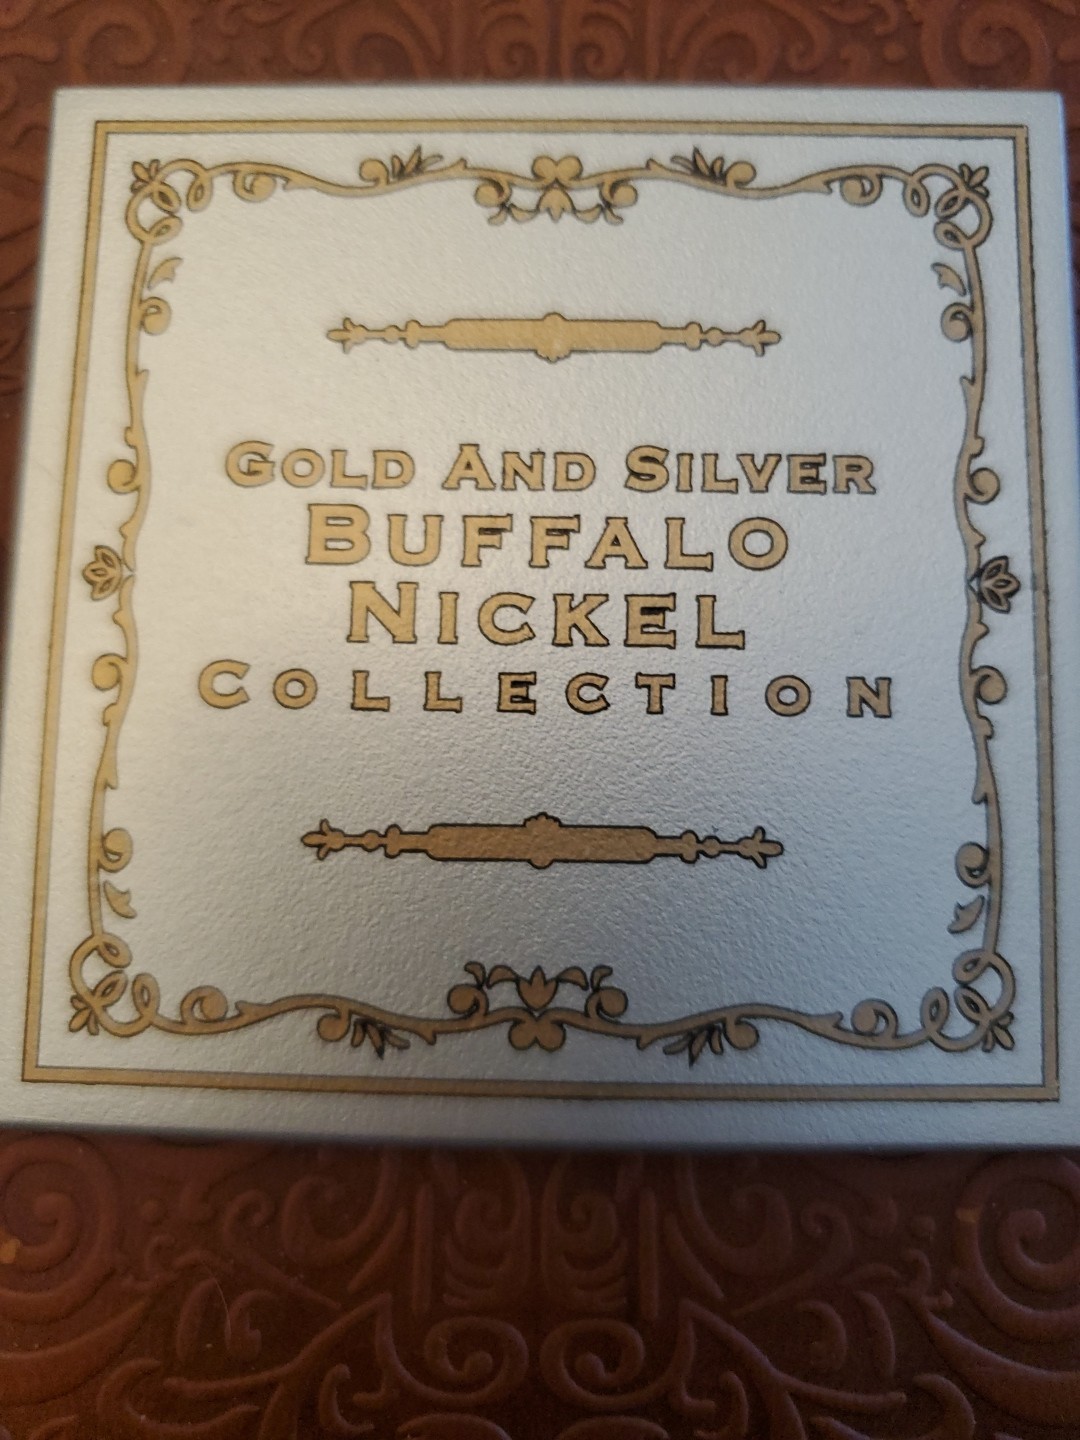 Gold And Silver
Buffalo
Nickel
Collection